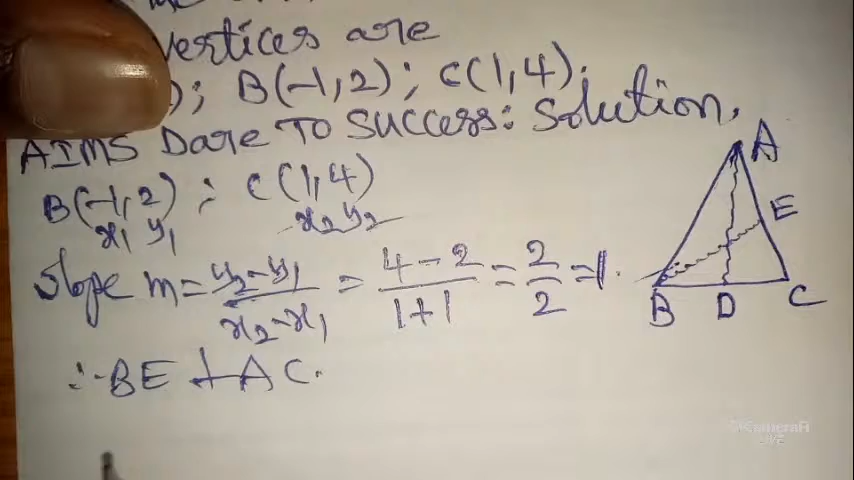 vertices are
); B(-1,2); C(1,4).
AIMS Dare To Success: Solution.
B(-1,2) ; C(1,4)
x₁ y₁ x₂ y₂
Slope m = y₂-y₁/x₂-x₁ = 4-2/1+1 = 2/2 = 1.
∴ BE ⊥ AC.
A
E
B D C